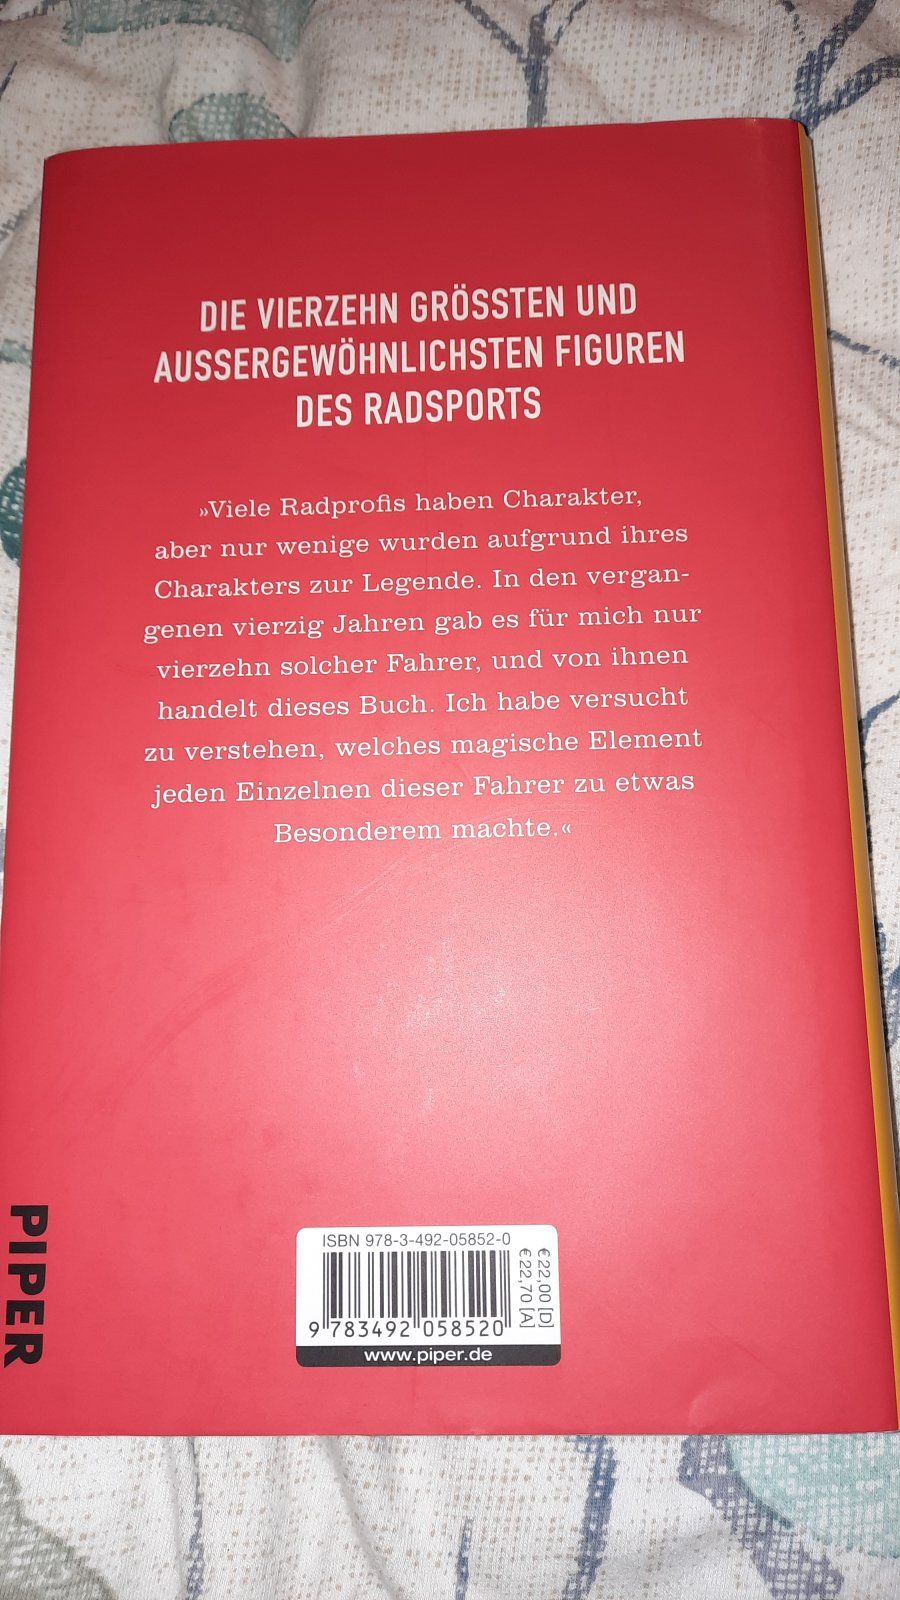 DIE VIERZEHN GRÖSSTEN UND
AUSSERGEWÖHNLICHSTEN FIGUREN
DES RADSPORTS
»Viele Radprofis haben Charakter,
aber nur wenige wurden aufgrund ihres
Charakters zur Legende. In den vergan-
genen vierzig Jahren gab es für mich nur
vierzehn solcher Fahrer, und von ihnen
handelt dieses Buch. Ich habe versucht
zu verstehen, welches magische Element
jeden Einzelnen dieser Fahrer zu etwas
Besonderem machte.«
PIPER
ISBN 978-3-492-05852-0
9 783492 058520
€22,00 [D]
€22,70 [A]
www.piper.de